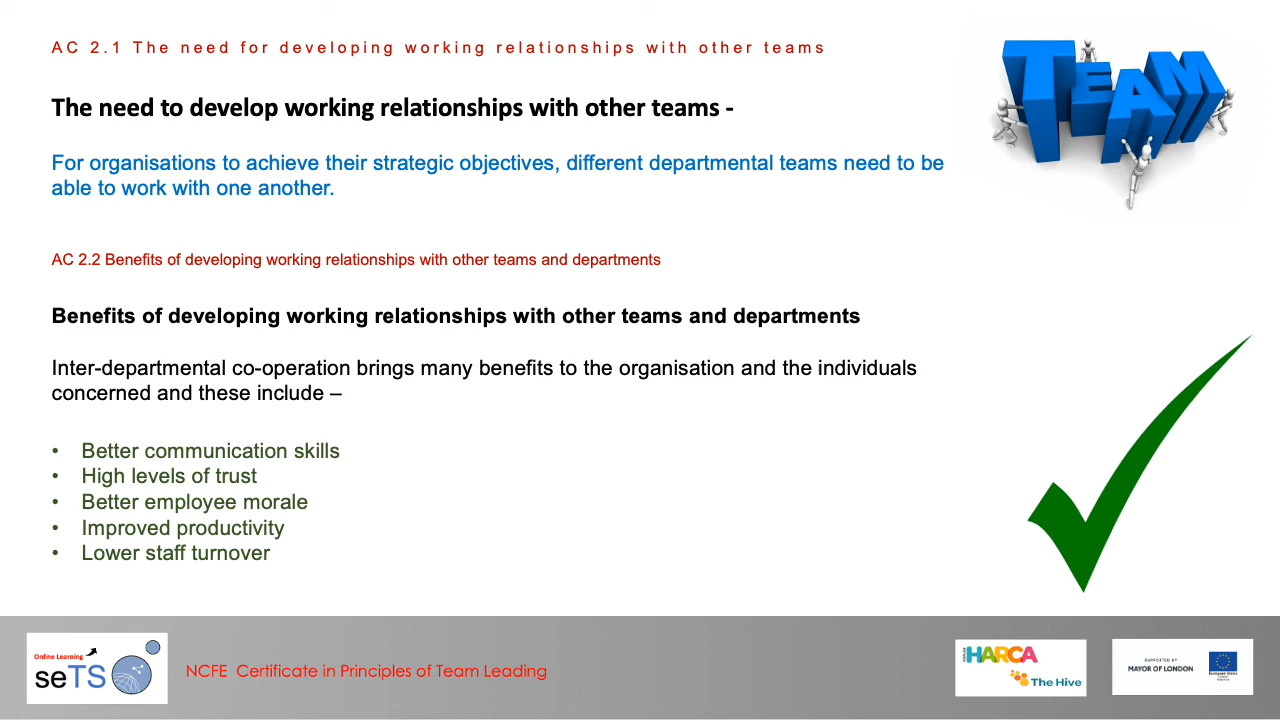 AC 2.1 The need for developing working relationships with other teams
TEAM
The need to develop working relationships with other teams -
For organisations to achieve their strategic objectives, different departmental teams need to be
able to work with one another.
AC 2.2 Benefits of developing working relationships with other teams and departments
Benefits of developing working relationships with other teams and departments
Inter-departmental co-operation brings many benefits to the organisation and the individuals
concerned and these include –
• Better communication skills
• High levels of trust
• Better employee morale
• Improved productivity
• Lower staff turnover
Online Learning
seTS
NCFE Certificate in Principles of Team Leading
HARCA
The Hive
SUPPORTED BY
MAYOR OF LONDON